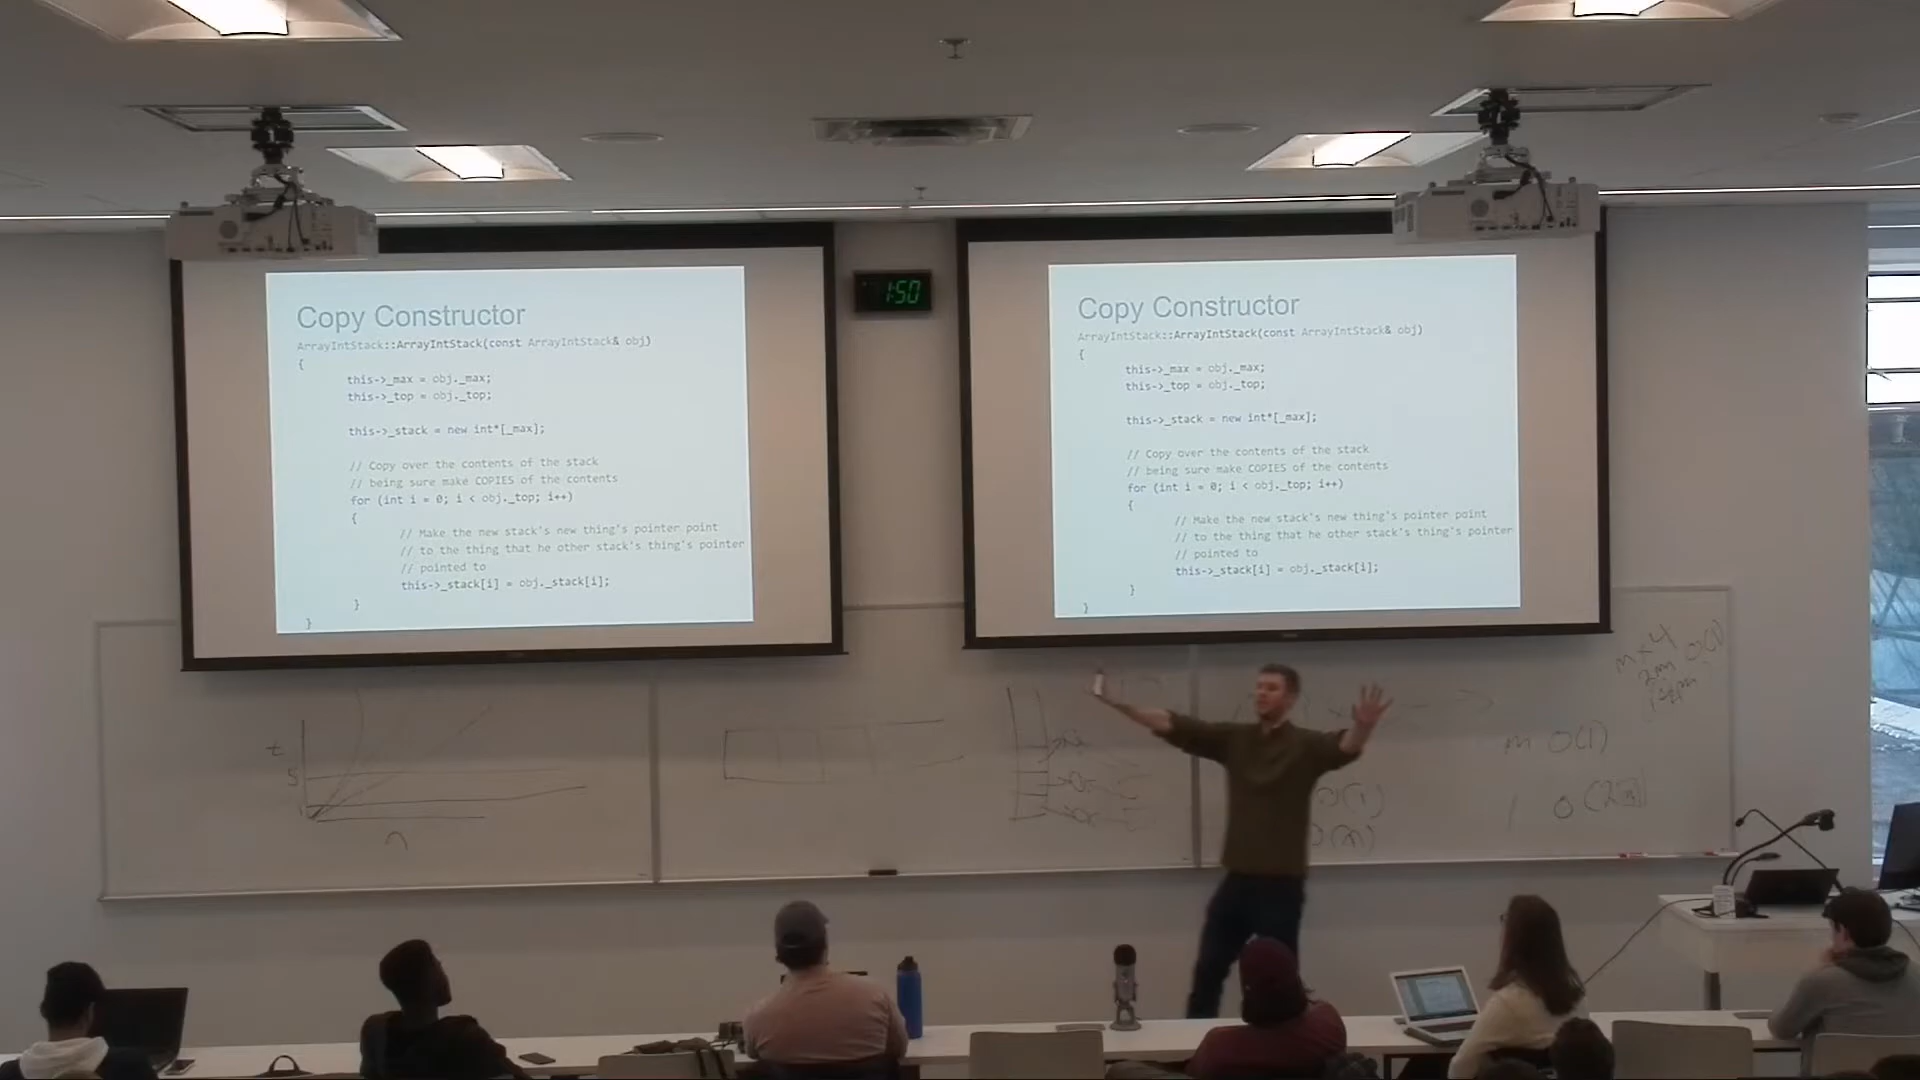 Copy Constructor
ArrayIntStack::ArrayIntStack(const ArrayIntStack& obj)
{
this->_max = obj._max;
this->_top = obj._top;
this->_stack = new int*[_max];
// Copy over the contents of the stack
// being sure make COPIES of the contents
for (int i = 0; i < obj._top; i++)
{
// Make the new stack's new thing's pointer point
// to the thing that he other stack's thing's pointer
// pointed to
this->_stack[i] = obj._stack[i];
}
}
1:50
Copy Constructor
ArrayIntStack::ArrayIntStack(const ArrayIntStack& obj)
{
this->_max = obj._max;
this->_top = obj._top;
this->_stack = new int*[_max];
// Copy over the contents of the stack
// being sure make COPIES of the contents
for (int i = 0; i < obj._top; i++)
{
// Make the new stack's new thing's pointer point
// to the thing that he other stack's thing's pointer
// pointed to
this->_stack[i] = obj._stack[i];
}
}
t
5
n
m O(1)